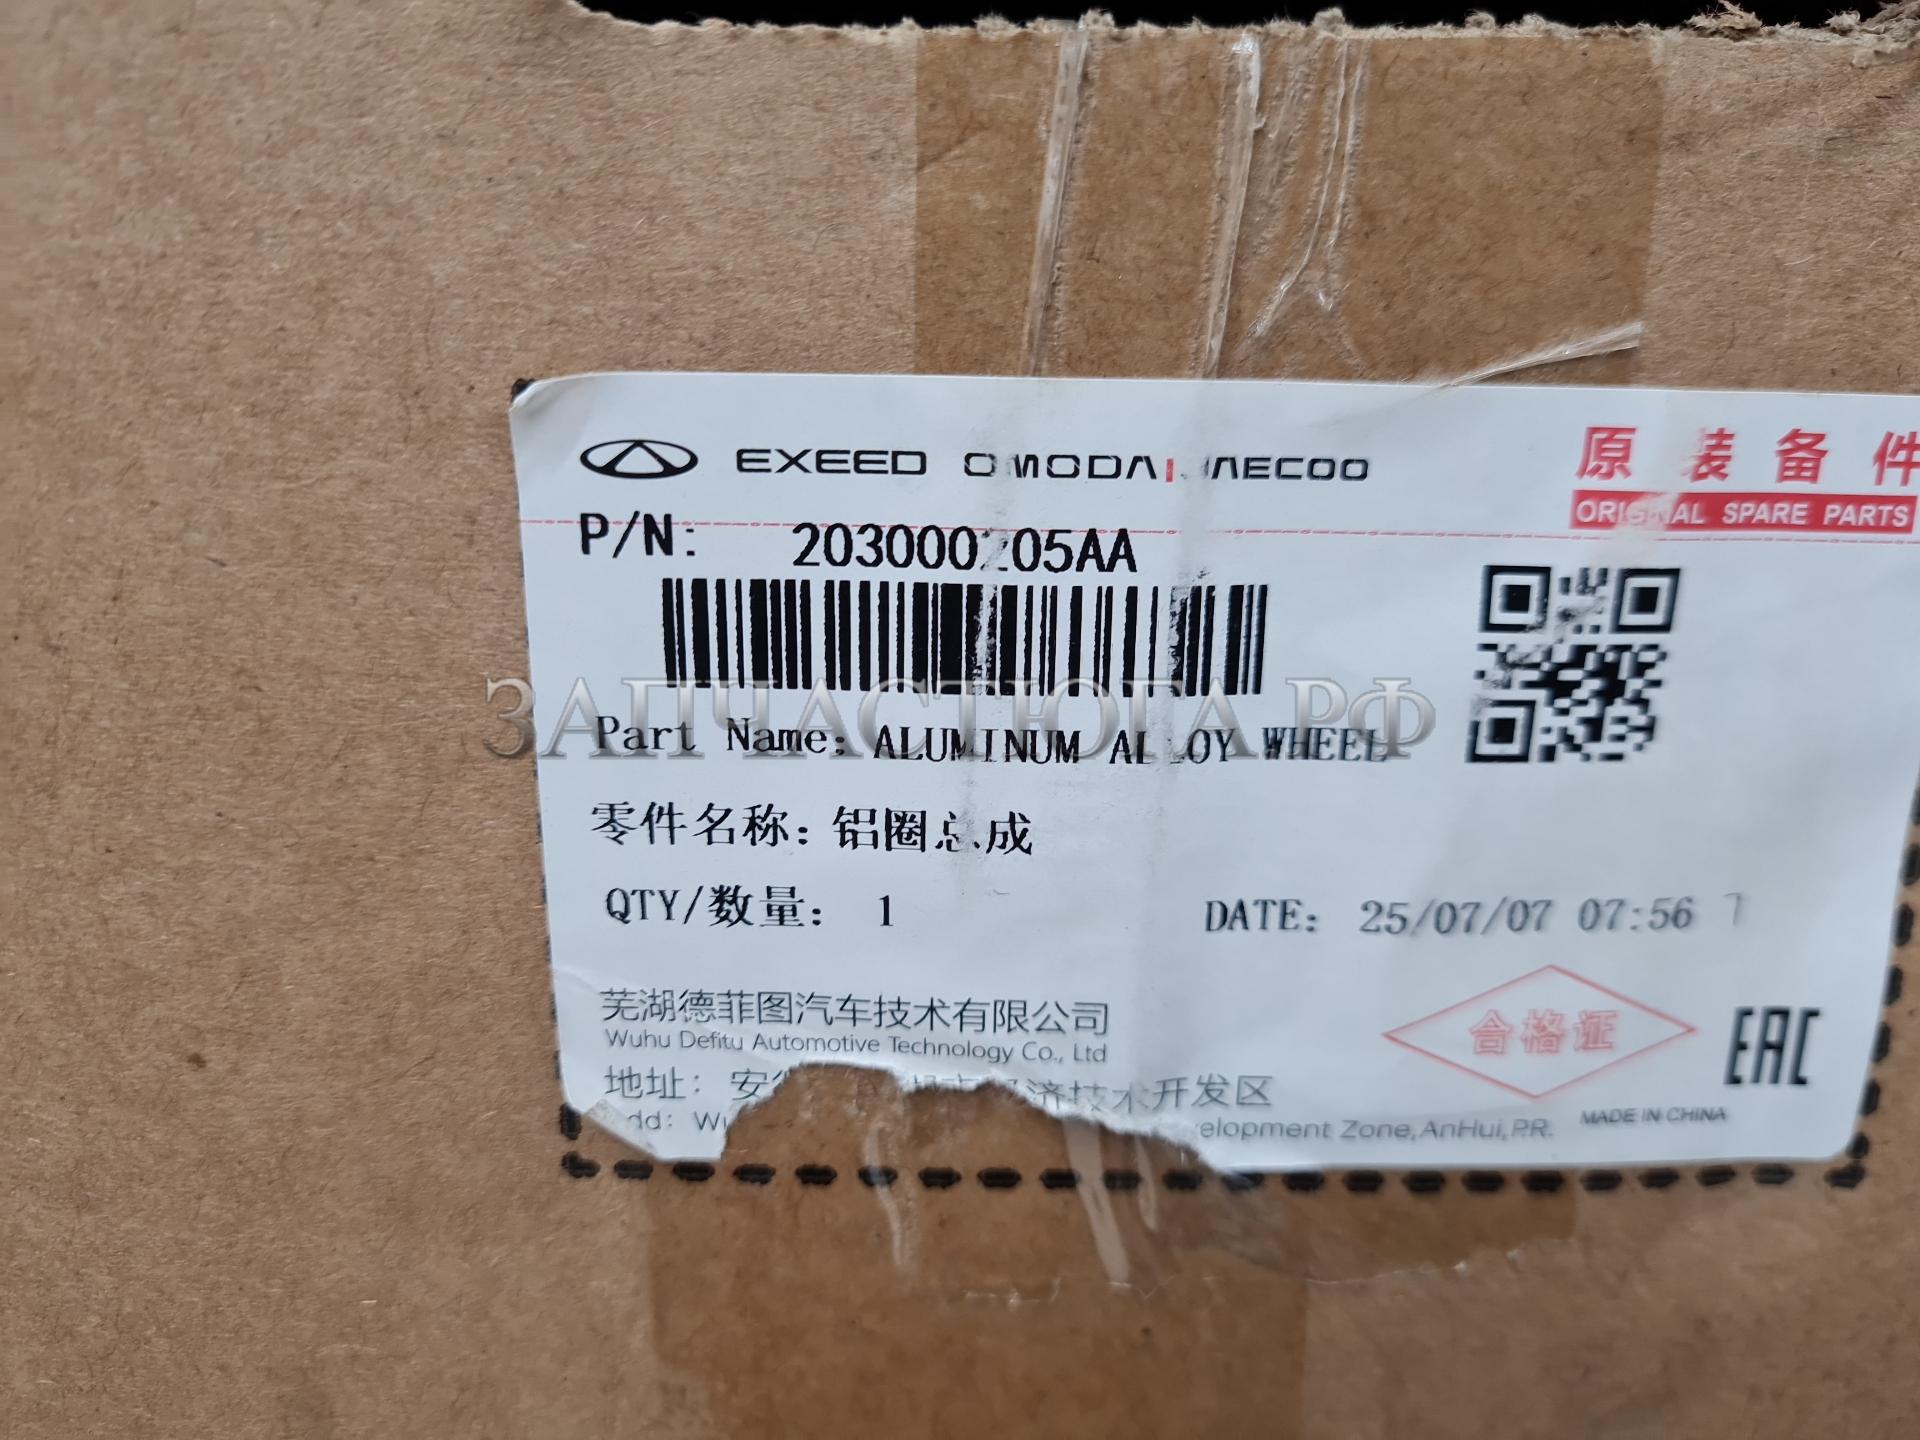 EXEED OMODA JAECOO
原装备件
ORIGINAL SPARE PARTS
P/N: 203000205AA
ЗАПЧАСТЮГА.РФ
Part Name: ALUMINUM ALLOY WHEEL
零件名称: 铝圈总成
QTY/数量: 1
DATE: 25/07/07 07:56
芜湖德菲图汽车技术有限公司
Wuhu Defitu Automotive Technology Co., Ltd
合格证
EAC
地址: 安 济技术开发区
elopment Zone, AnHui, P.R.
MADE IN CHINA